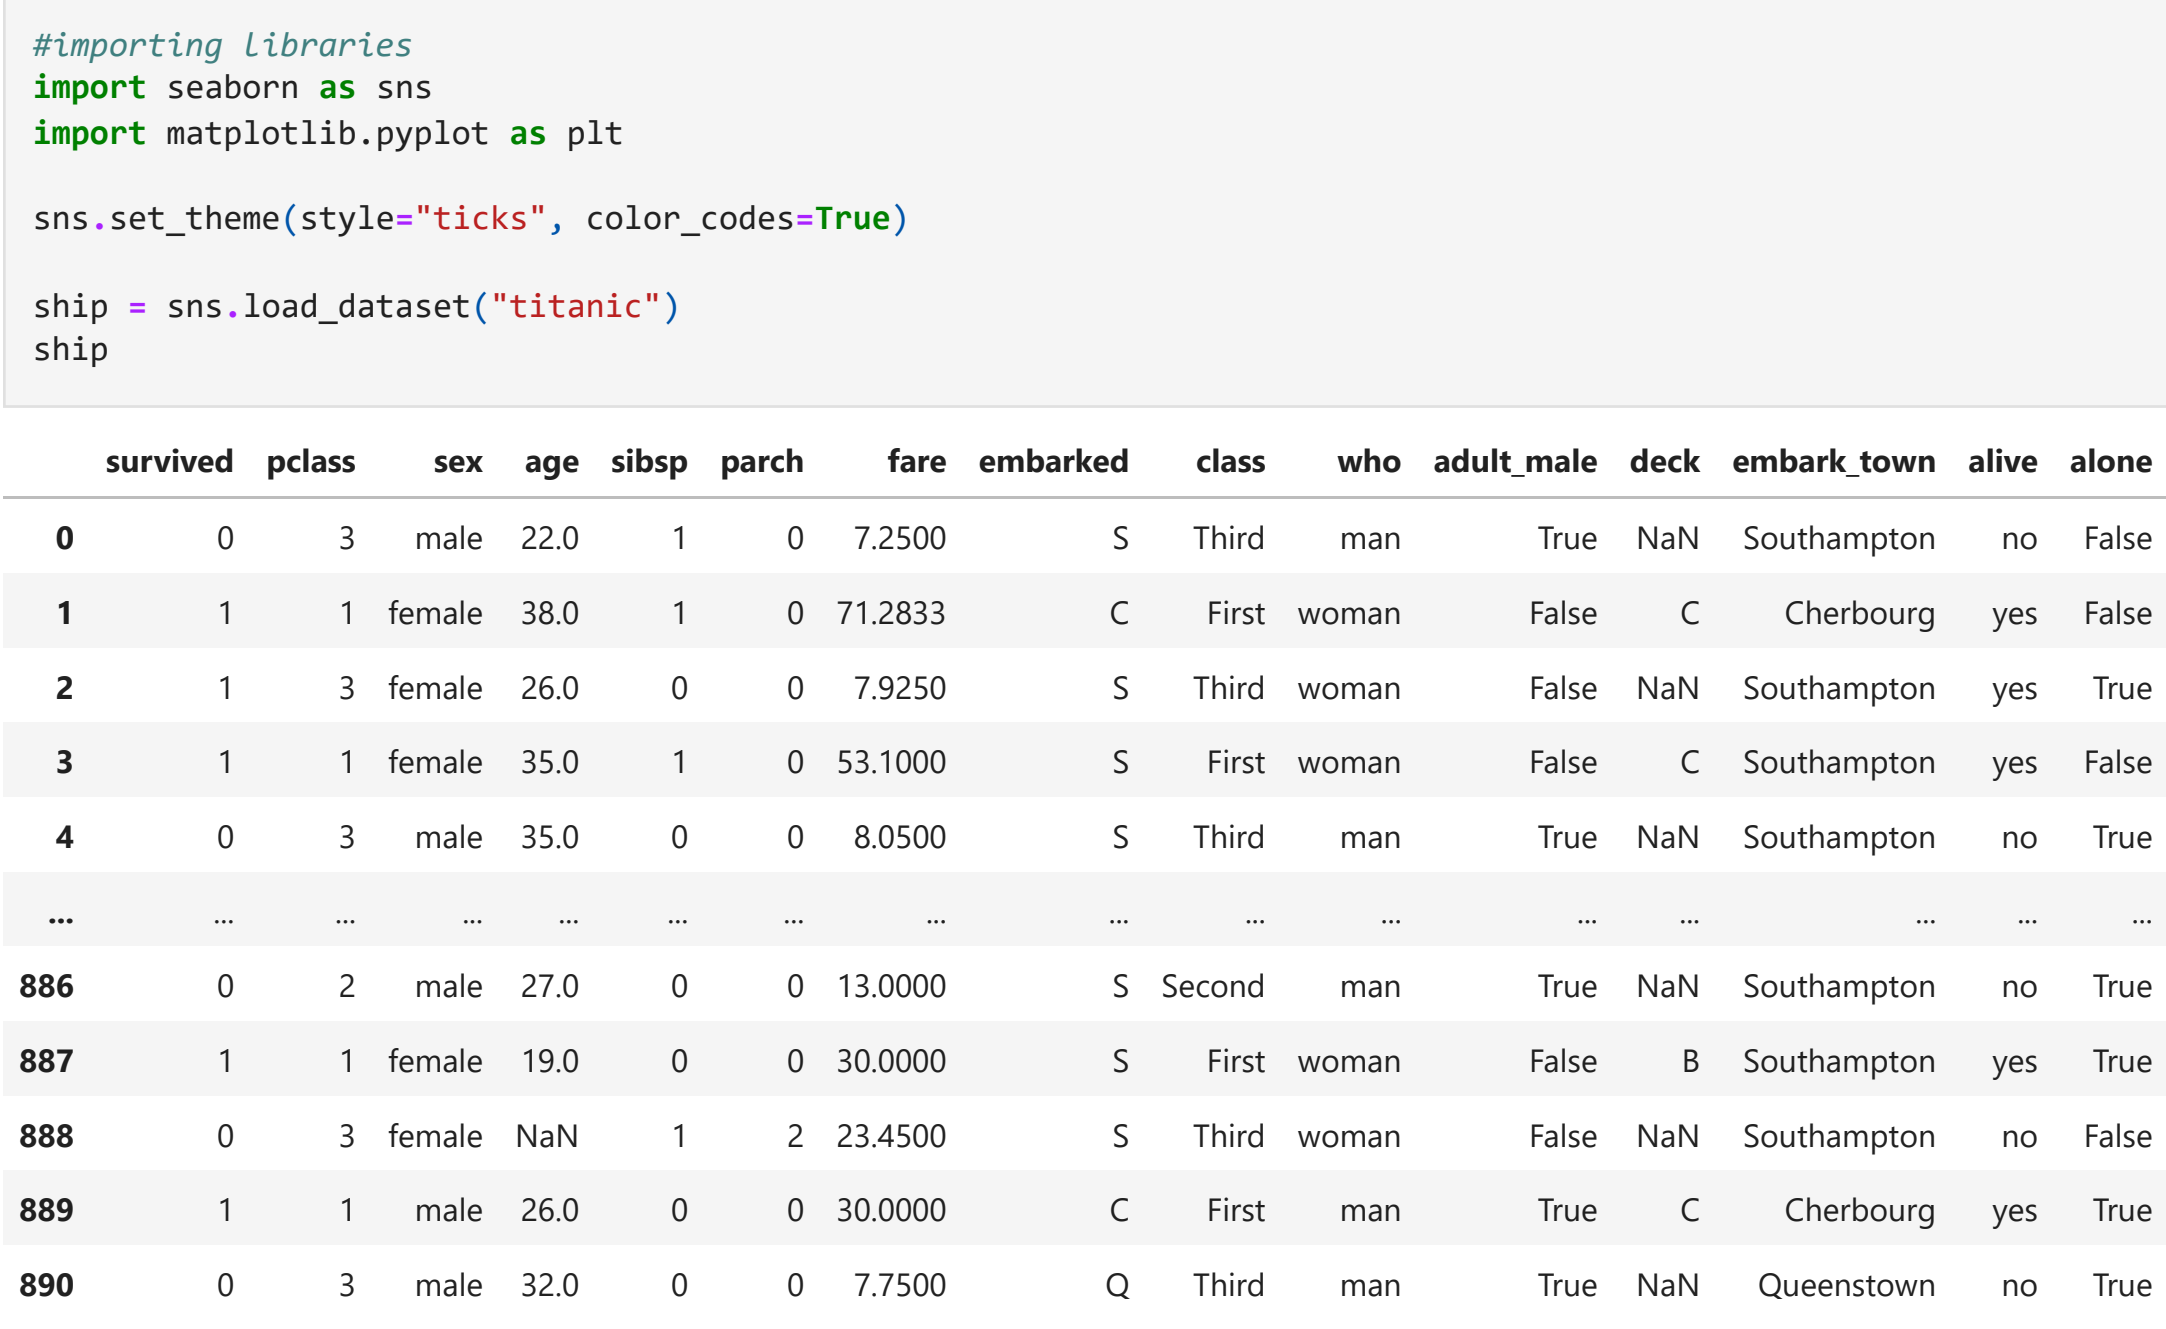 #importing libraries
import seaborn as sns
import matplotlib.pyplot as plt
sns.set_theme(style="ticks", color_codes=True)
ship = sns.load_dataset("titanic")
ship
survived pclass sex age sibsp parch fare embarked class who adult_male deck embark_town alive alone
0 0 3 male 22.0 1 0 7.2500 S Third man True NaN Southampton no False
1 1 1 female 38.0 1 0 71.2833 C First woman False C Cherbourg yes False
2 1 3 female 26.0 0 0 7.9250 S Third woman False NaN Southampton yes True
3 1 1 female 35.0 1 0 53.1000 S First woman False C Southampton yes False
4 0 3 male 35.0 0 0 8.0500 S Third man True NaN Southampton no True
... ... ... ... ... ... ... ... ... ... ... ... ... ... ... ...
886 0 2 male 27.0 0 0 13.0000 S Second man True NaN Southampton no True
887 1 1 female 19.0 0 0 30.0000 S First woman False B Southampton yes True
888 0 3 female NaN 1 2 23.4500 S Third woman False NaN Southampton no False
889 1 1 male 26.0 0 0 30.0000 C First man True C Cherbourg yes True
890 0 3 male 32.0 0 0 7.7500 Q Third man True NaN Queenstown no True